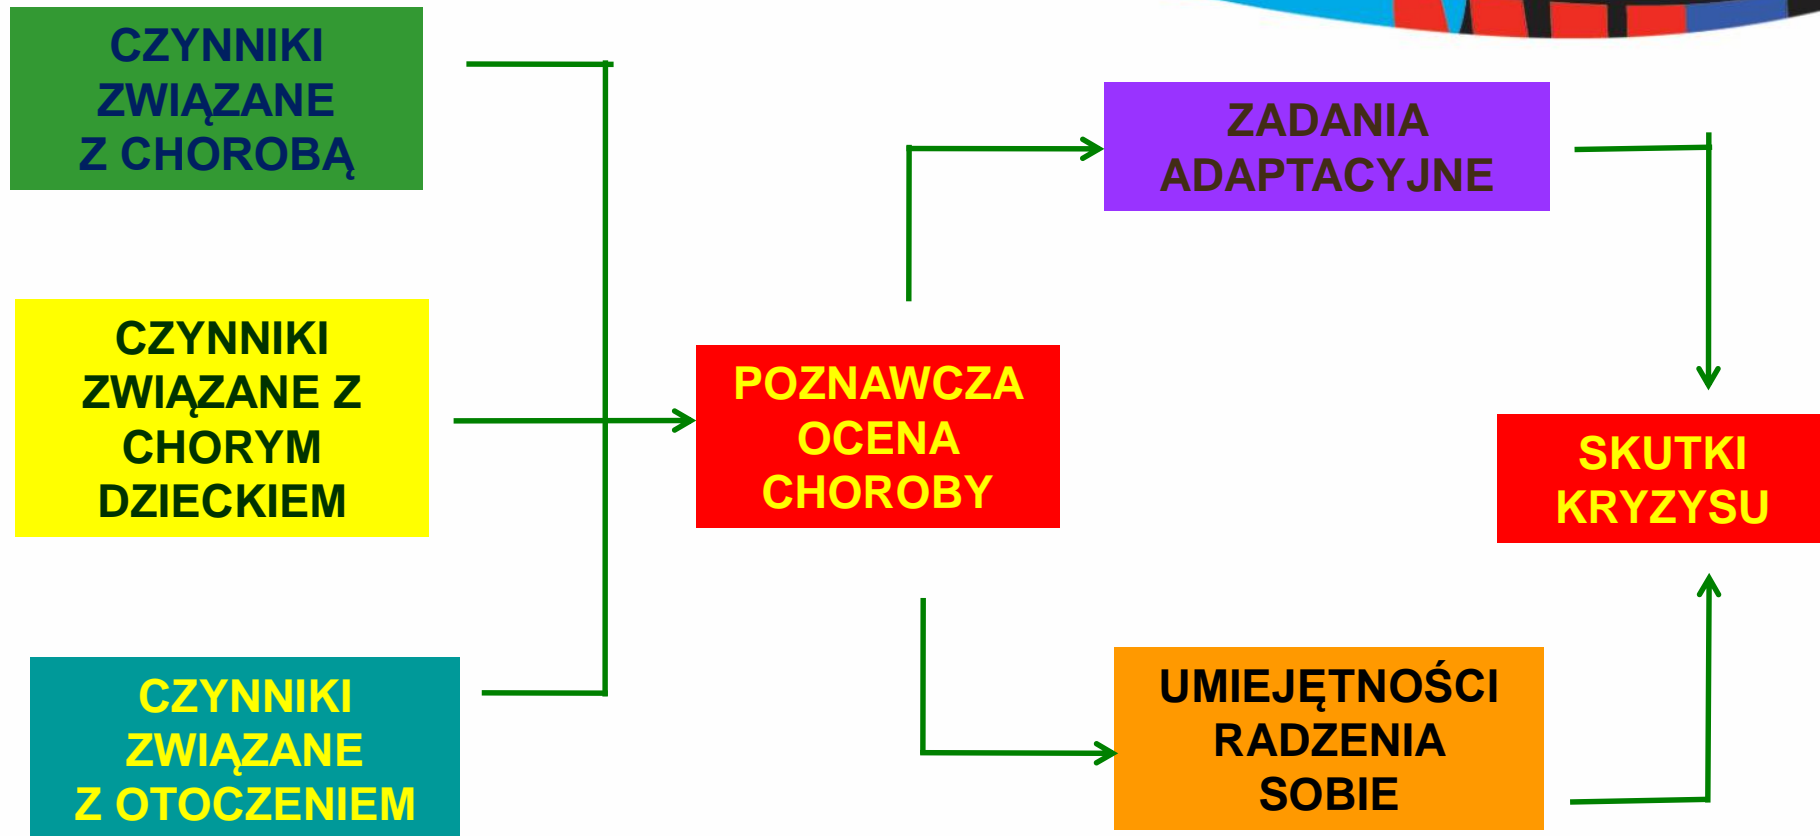 CZYNNIKI
ZWIĄZANE
Z CHOROBĄ
CZYNNIKI
ZWIĄZANE Z
CHORYM
DZIECKIEM
CZYNNIKI
ZWIĄZANE
Z OTOCZENIEM
POZNAWCZA
OCENA
CHOROBY
ZADANIA
ADAPTACYJNE
UMIEJĘTNOŚCI
RADZENIA
SOBIE
SKUTKI
KRYZYSU